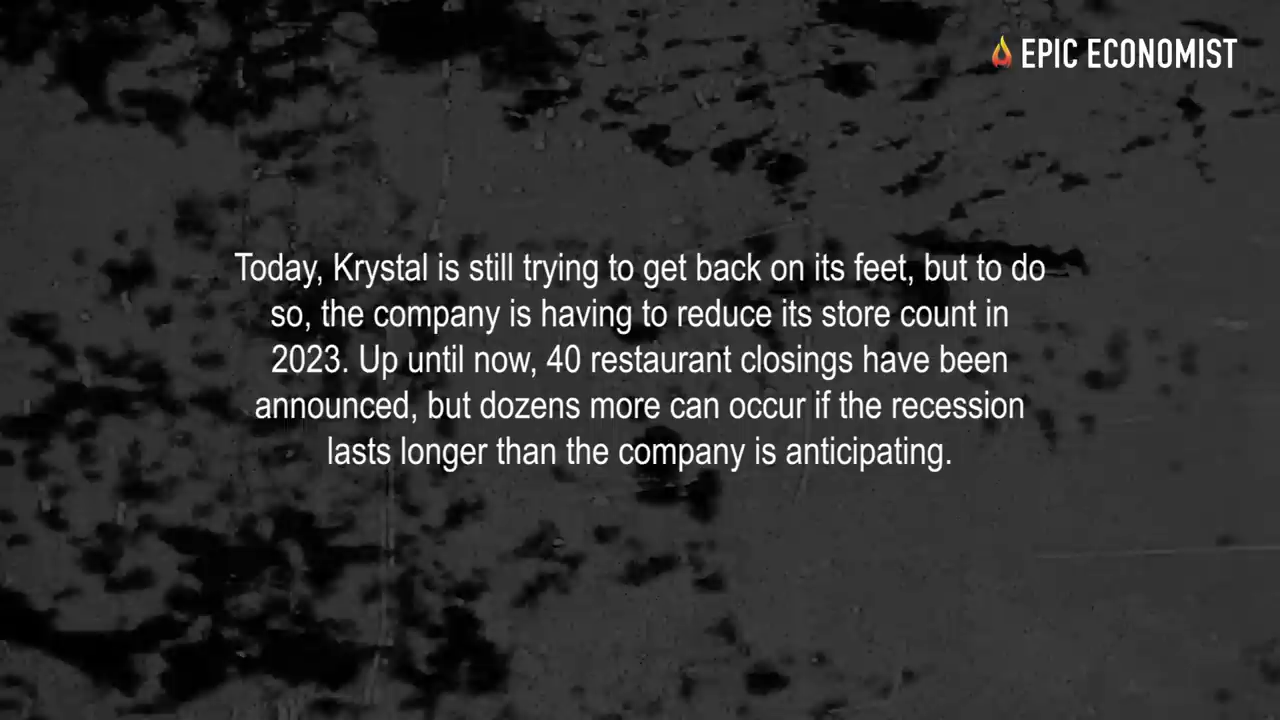 EPIC ECONOMIST
Today, Krystal is still trying to get back on its feet, but to do
so, the company is having to reduce its store count in
2023. Up until now, 40 restaurant closings have been
announced, but dozens more can occur if the recession
lasts longer than the company is anticipating.